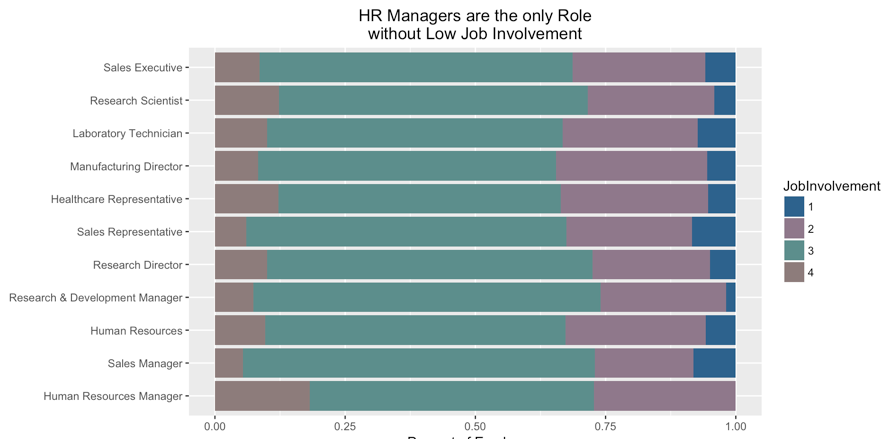 HR Managers are the only Role
without Low Job Involvement
Sales Executive
Research Scientist
Laboratory Technician
Manufacturing Director
Healthcare Representative
Sales Representative
Research Director
Research & Development Manager
Human Resources
Sales Manager
Human Resources Manager
0.00 0.25 0.50 0.75 1.00
JobInvolvement
1
2
3
4